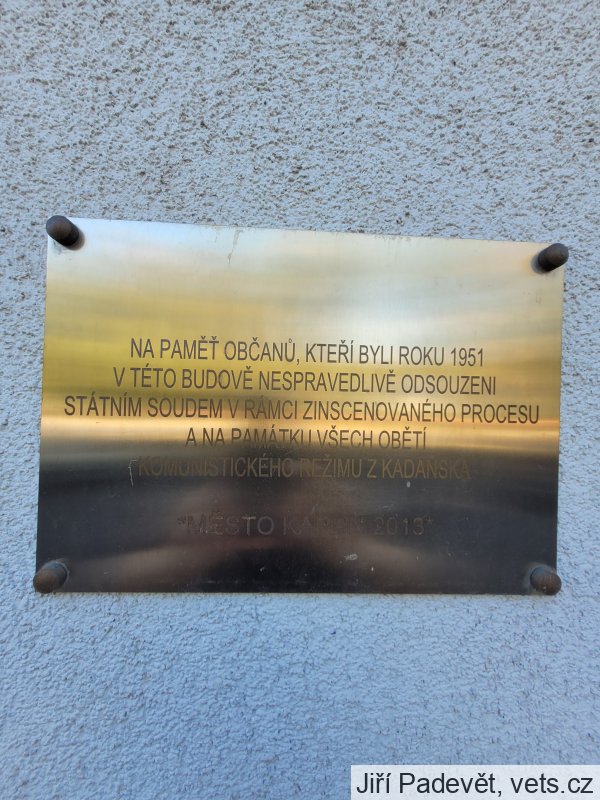 NA PAMĚŤ OBČANŮ, KTEŘÍ BYLI ROKU 1951
V TÉTO BUDOVĚ NESPRAVEDLIVĚ ODSOUZENI
STÁTNÍM SOUDEM V RÁMCI ZINSCENOVANÉHO PROCESU
A NA PAMÁTKU VŠECH OBĚTÍ
KOMUNISTICKÉHO REŽIMU Z KADAŇSKA
*MĚSTO KADAŇ 2013*
Jiří Padevět, vets.cz